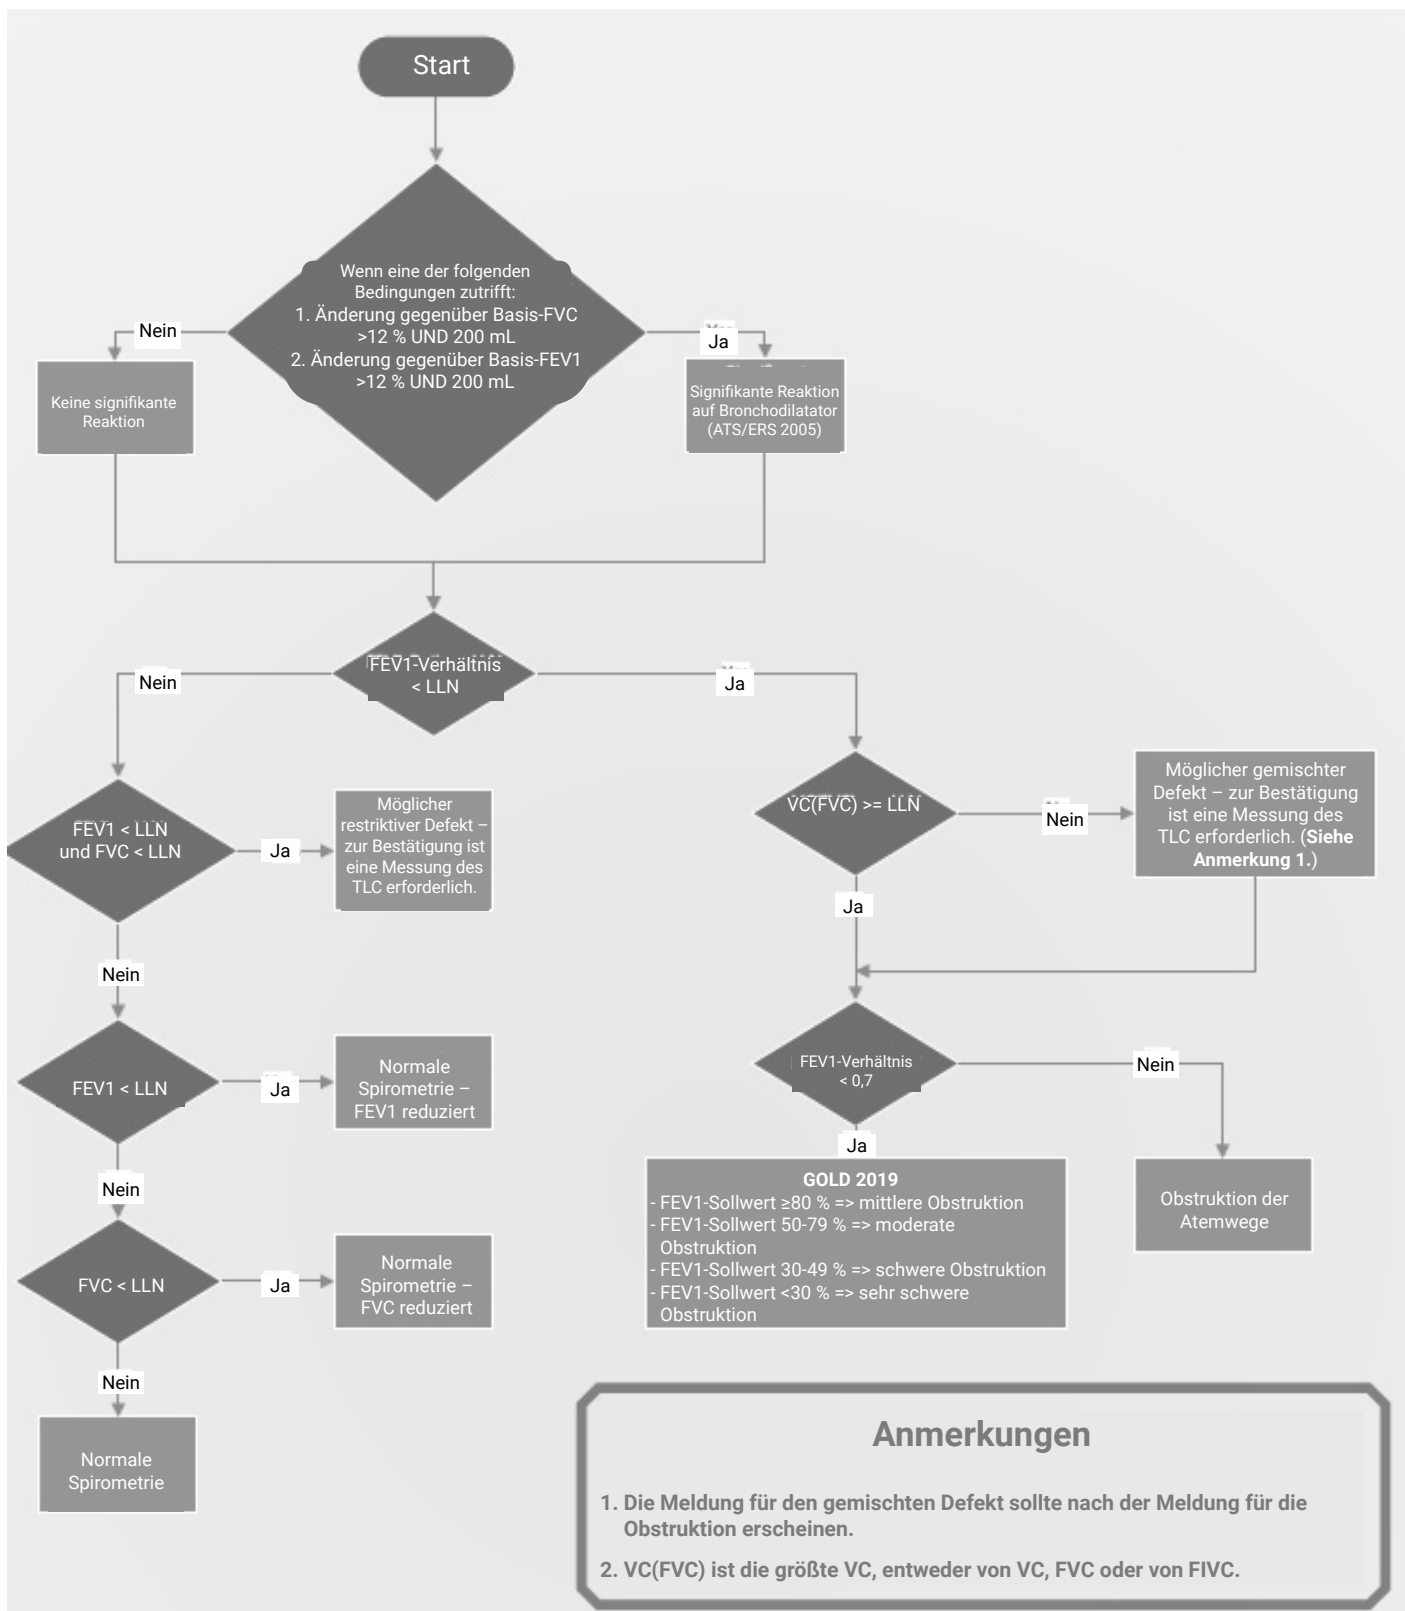 Start
Wenn eine der folgenden
Bedingungen zutrifft:
1. Änderung gegenüber Basis-FVC
>12 % UND 200 mL
2. Änderung gegenüber Basis-FEV1
>12 % UND 200 mL
Nein
Ja
Keine signifikante
Reaktion
Signifikante Reaktion
auf Bronchodilatator
(ATS/ERS 2005)
FEV1-Verhältnis
< LLN
Nein
Ja
FEV1 < LLN
und FVC < LLN
Ja
Möglicher
restriktiver Defekt –
zur Bestätigung ist
eine Messung des
TLC erforderlich.
VC(FVC) >= LLN
Nein
Möglicher gemischter
Defekt – zur Bestätigung
ist eine Messung des
TLC erforderlich. (Siehe
Anmerkung 1.)
Ja
Nein
FEV1 < LLN
Ja
Normale
Spirometrie –
FEV1 reduziert
FEV1-Verhältnis
< 0,7
Nein
Ja
Obstruktion der
Atemwege
GOLD 2019
- FEV1-Sollwert ≥80 % => mittlere Obstruktion
- FEV1-Sollwert 50-79 % => moderate
Obstruktion
- FEV1-Sollwert 30-49 % => schwere Obstruktion
- FEV1-Sollwert <30 % => sehr schwere
Obstruktion
Nein
FVC < LLN
Ja
Normale
Spirometrie –
FVC reduziert
Nein
Normale
Spirometrie
Anmerkungen
1. Die Meldung für den gemischten Defekt sollte nach der Meldung für die
Obstruktion erscheinen.
2. VC(FVC) ist die größte VC, entweder von VC, FVC oder von FIVC.